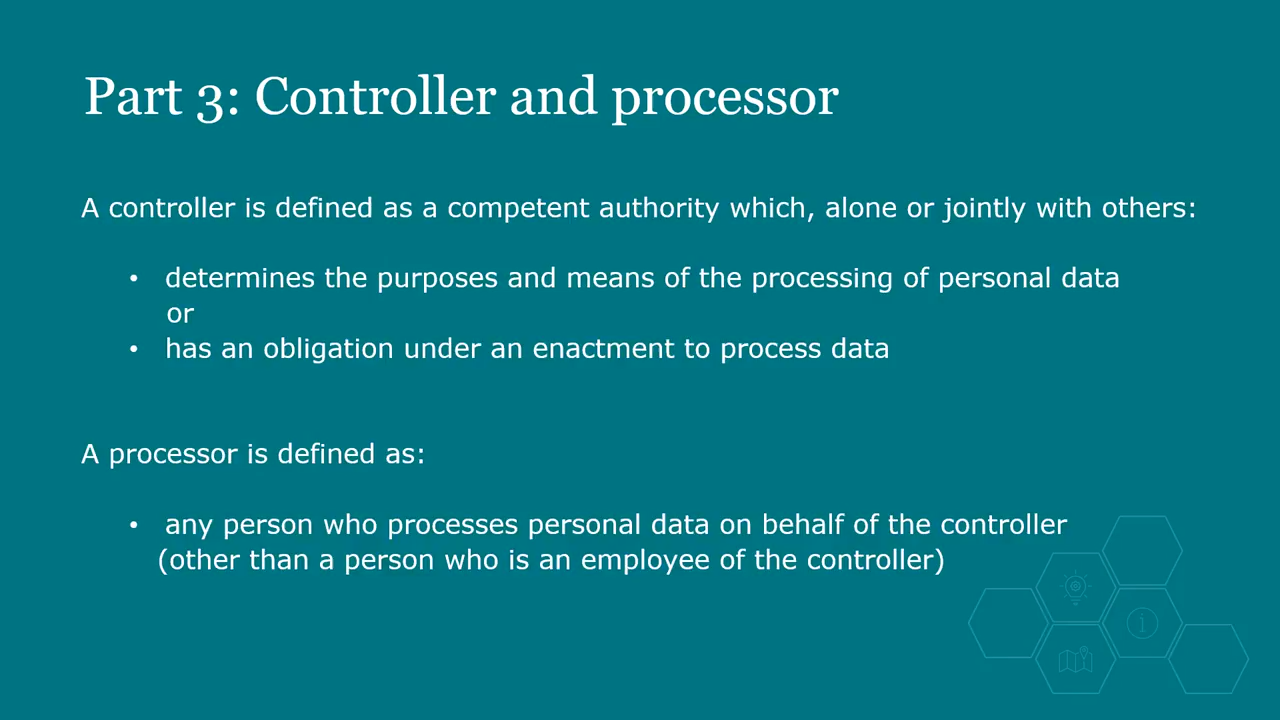 Part 3: Controller and processor
A controller is defined as a competent authority which, alone or jointly with others:
• determines the purposes and means of the processing of personal data
or
• has an obligation under an enactment to process data
A processor is defined as:
• any person who processes personal data on behalf of the controller
(other than a person who is an employee of the controller)